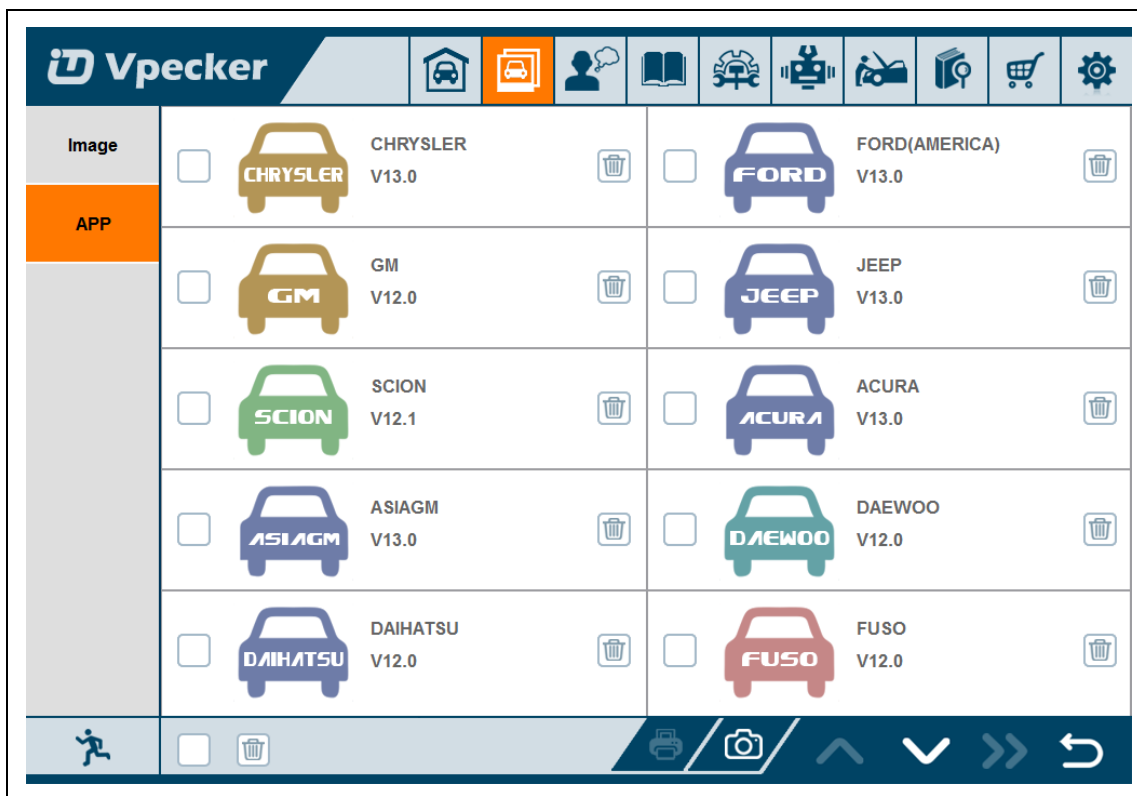 Vpecker
Image
APP
CHRYSLER
CHRYSLER
V13.0
FORD
FORD(AMERICA)
V13.0
GM
GM
V12.0
JEEP
JEEP
V13.0
SCION
SCION
V12.1
ACURA
ACURA
V13.0
ASIAGM
ASIAGM
V13.0
DAEWOO
DAEWOO
V12.0
DAIHATSU
DAIHATSU
V12.0
FUSO
FUSO
V12.0